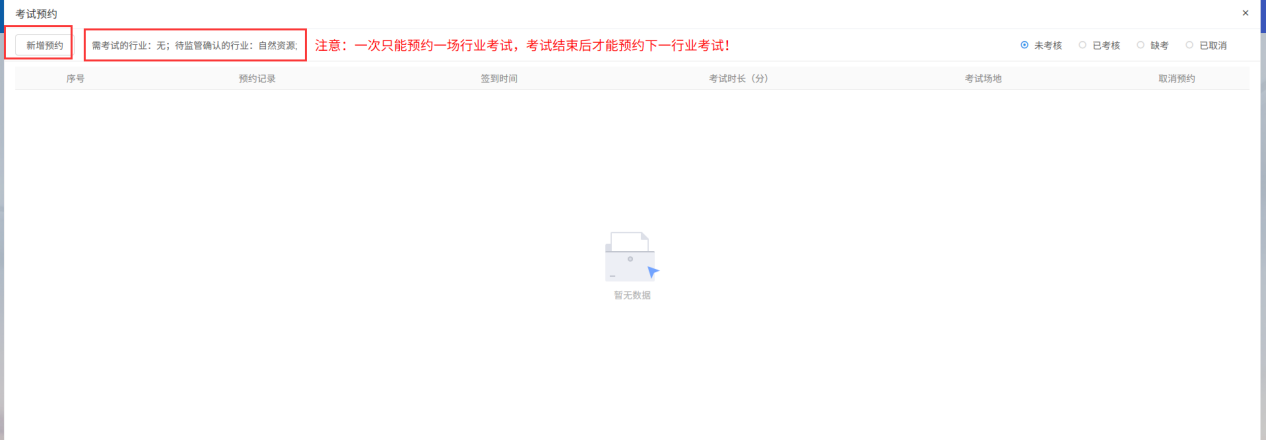 考试预约
×
新增预约 需考试的行业：无；待监管确认的行业：自然资源; 注意：一次只能预约一场行业考试，考试结束后才能预约下一行业考试！ 未考核 已考核 缺考 已取消
序号 预约记录 签到时间 考试时长（分） 考试场地 取消预约
暂无数据